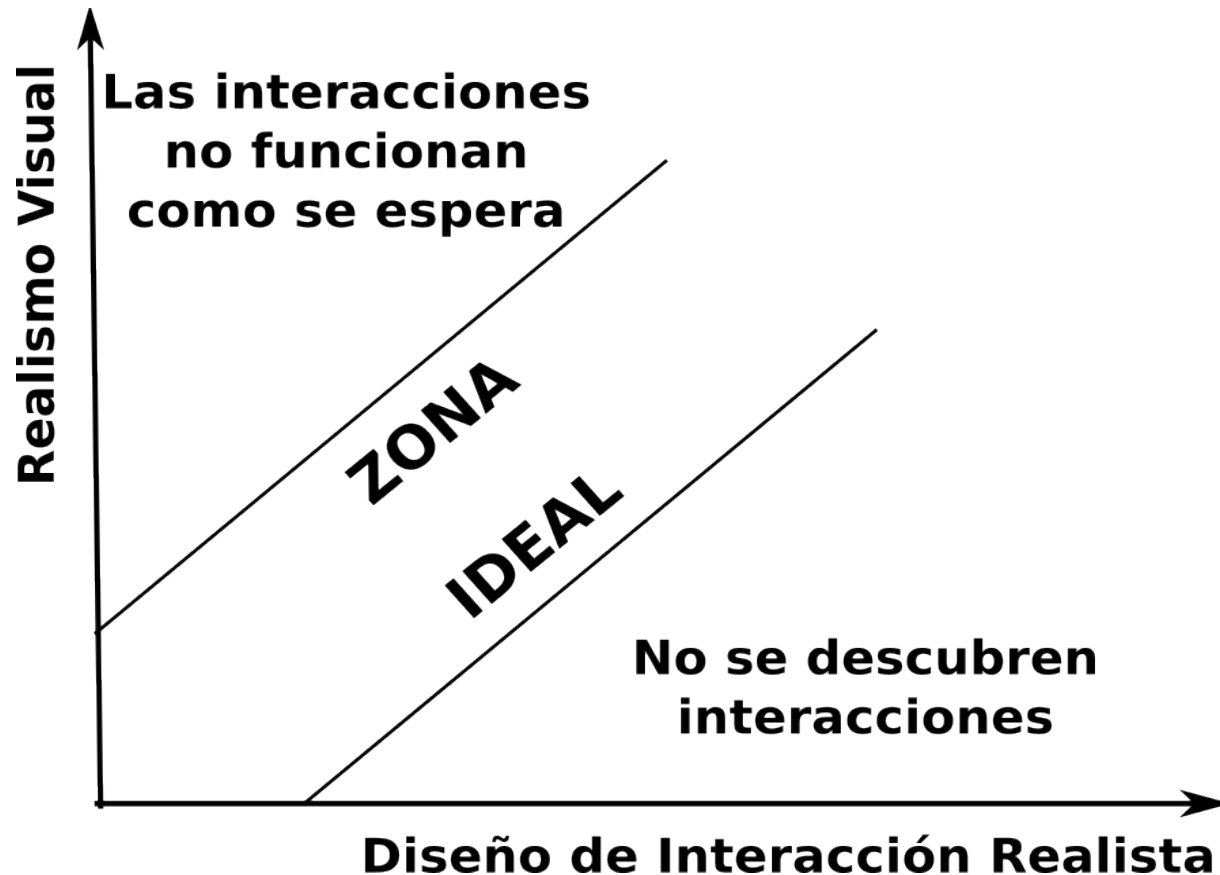 Realismo Visual
Las interacciones
no funcionan
como se espera
ZONA
IDEAL
No se descubren
interacciones
Diseño de Interacción Realista